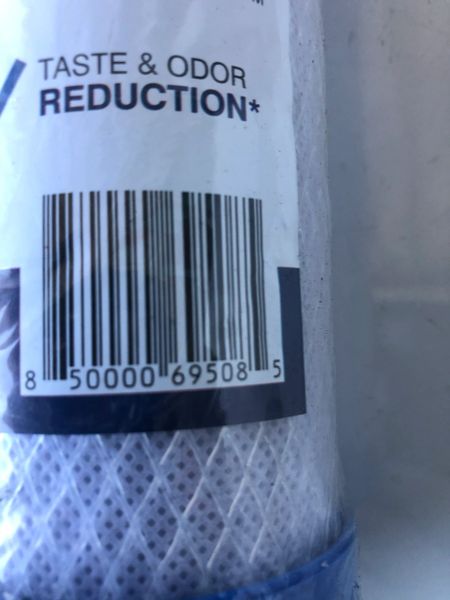 TASTE & ODOR
REDUCTION*
8 50000 69508 5